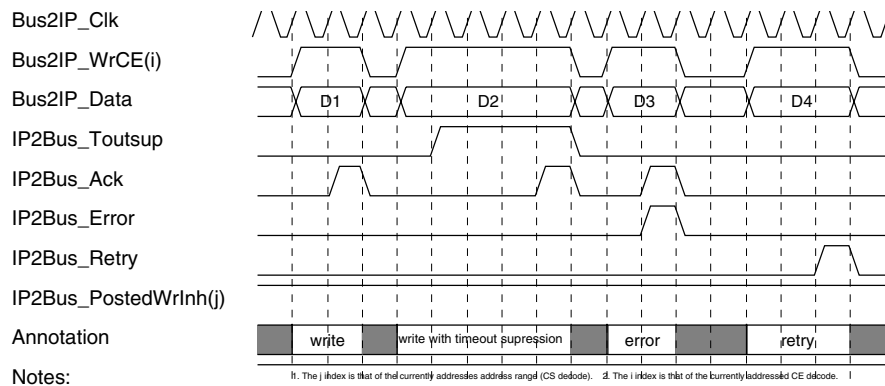 Bus2IP_Clk
Bus2IP_WrCE(i)
Bus2IP_Data D1 D2 D3 D4
IP2Bus_Toutsup
IP2Bus_Ack
IP2Bus_Error
IP2Bus_Retry
IP2Bus_PostedWrInh(j)
Annotation write write with timeout supression error retry
Notes: 1. The j index is that of the currently addresses address range (CS decode). 2. The i index is that of the currently addressed CE decode.